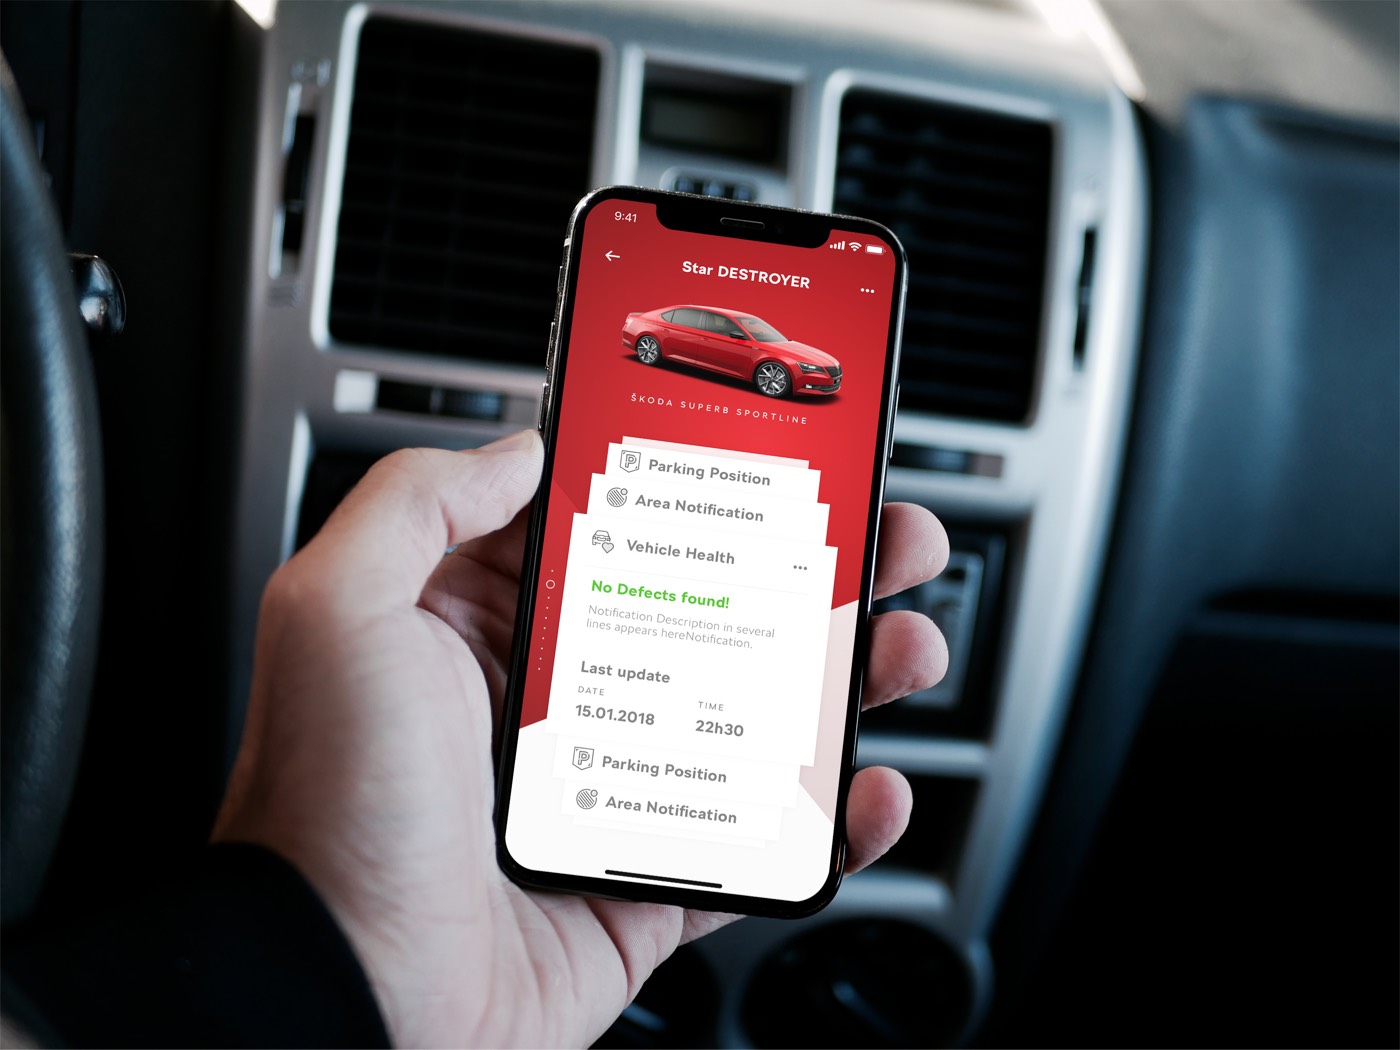 9:41
Star DESTROYER
ŠKODA SUPERB SPORTLINE
Parking Position
Area Notification
Vehicle Health
No Defects found!
Notification Description in several
lines appears hereNotification.
Last update
DATE
TIME
15.01.2018
22h30
Parking Position
Area Notification